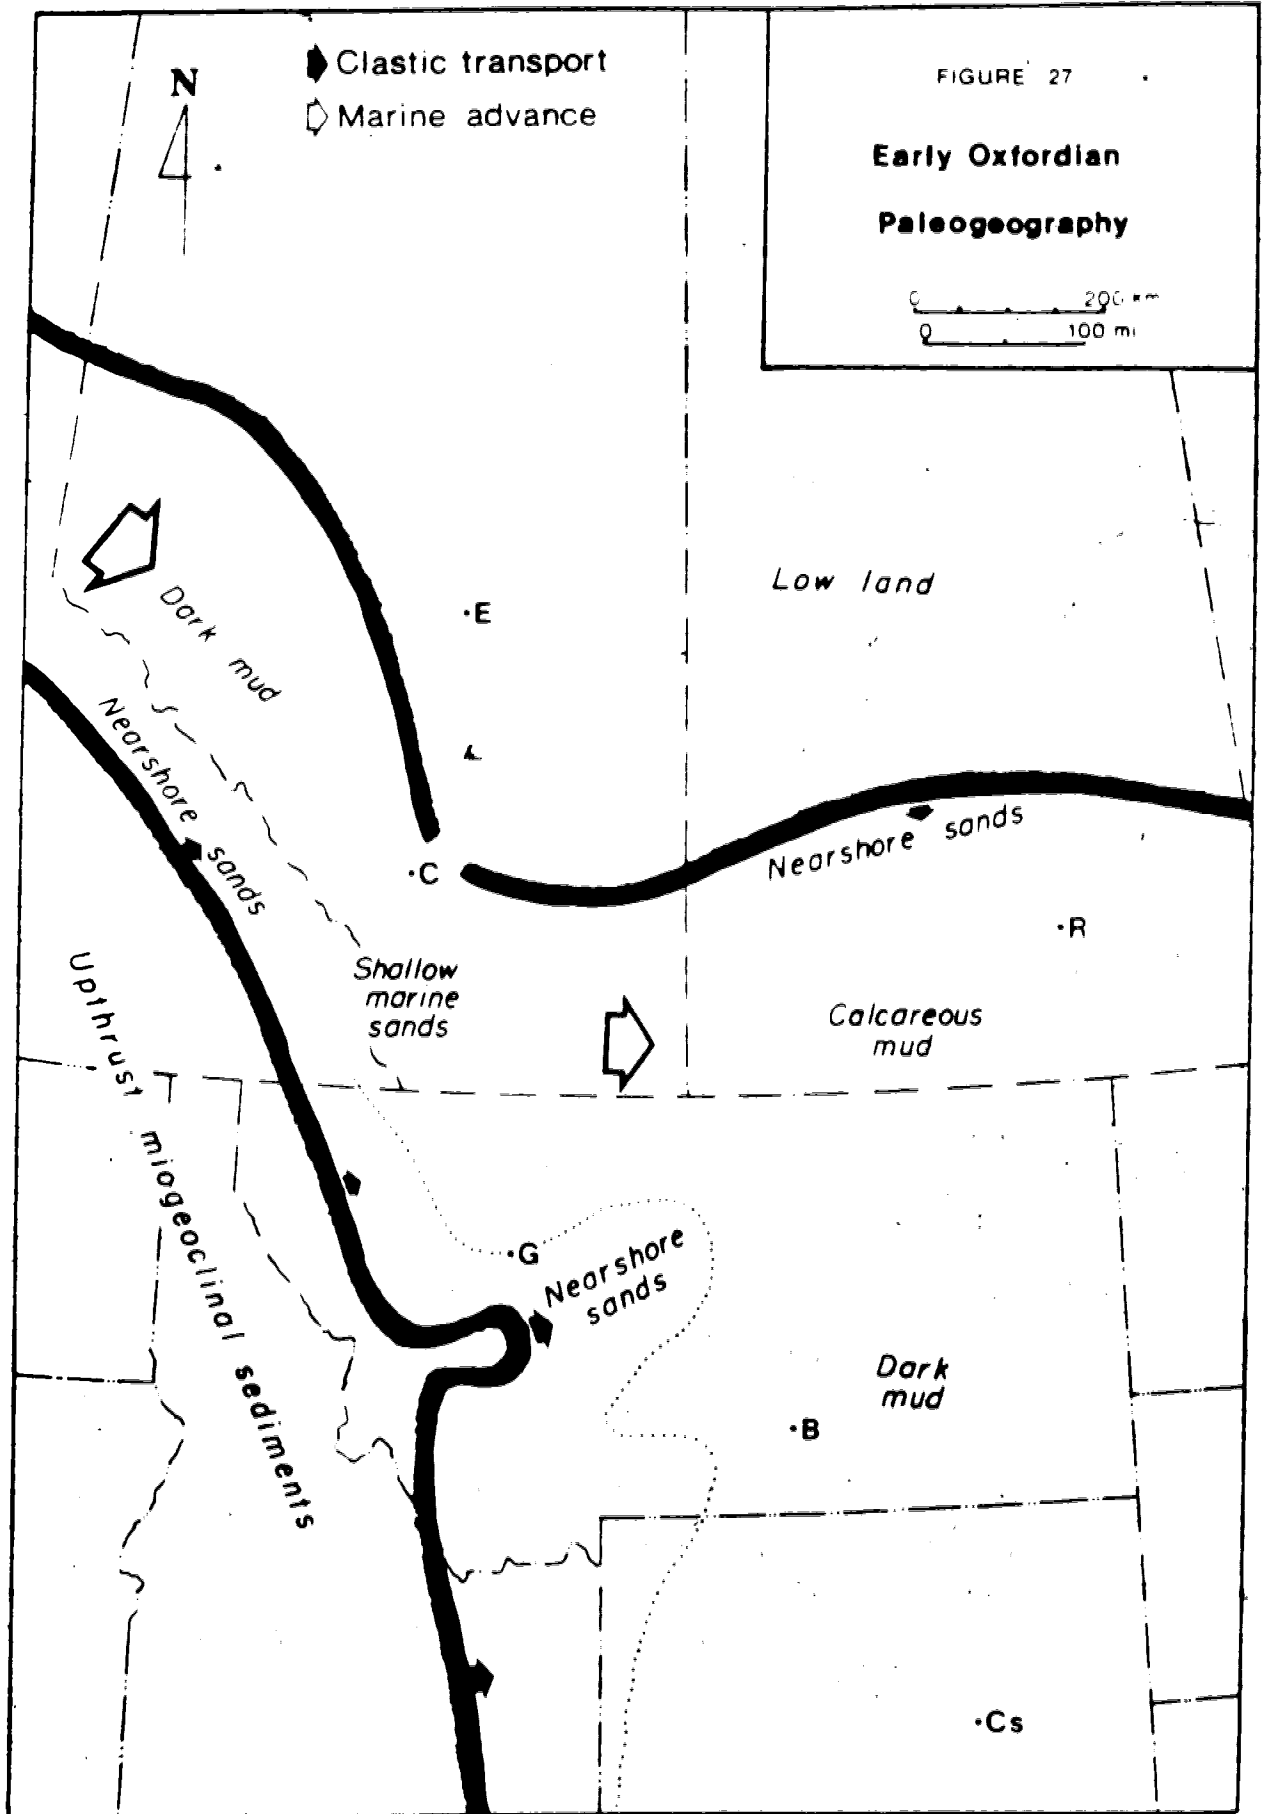 N
Clastic transport
Marine advance
FIGURE 27
Early Oxfordian
Paleogeography
0 200 km
0 100 mi
Low land
E
Dark mud
Nearshore sands
C
Nearshore sands
R
Shallow
marine
sands
Calcareous
mud
Upthrust miogeoclinal sediments
G
Nearshore
sands
Dark
mud
B
Cs